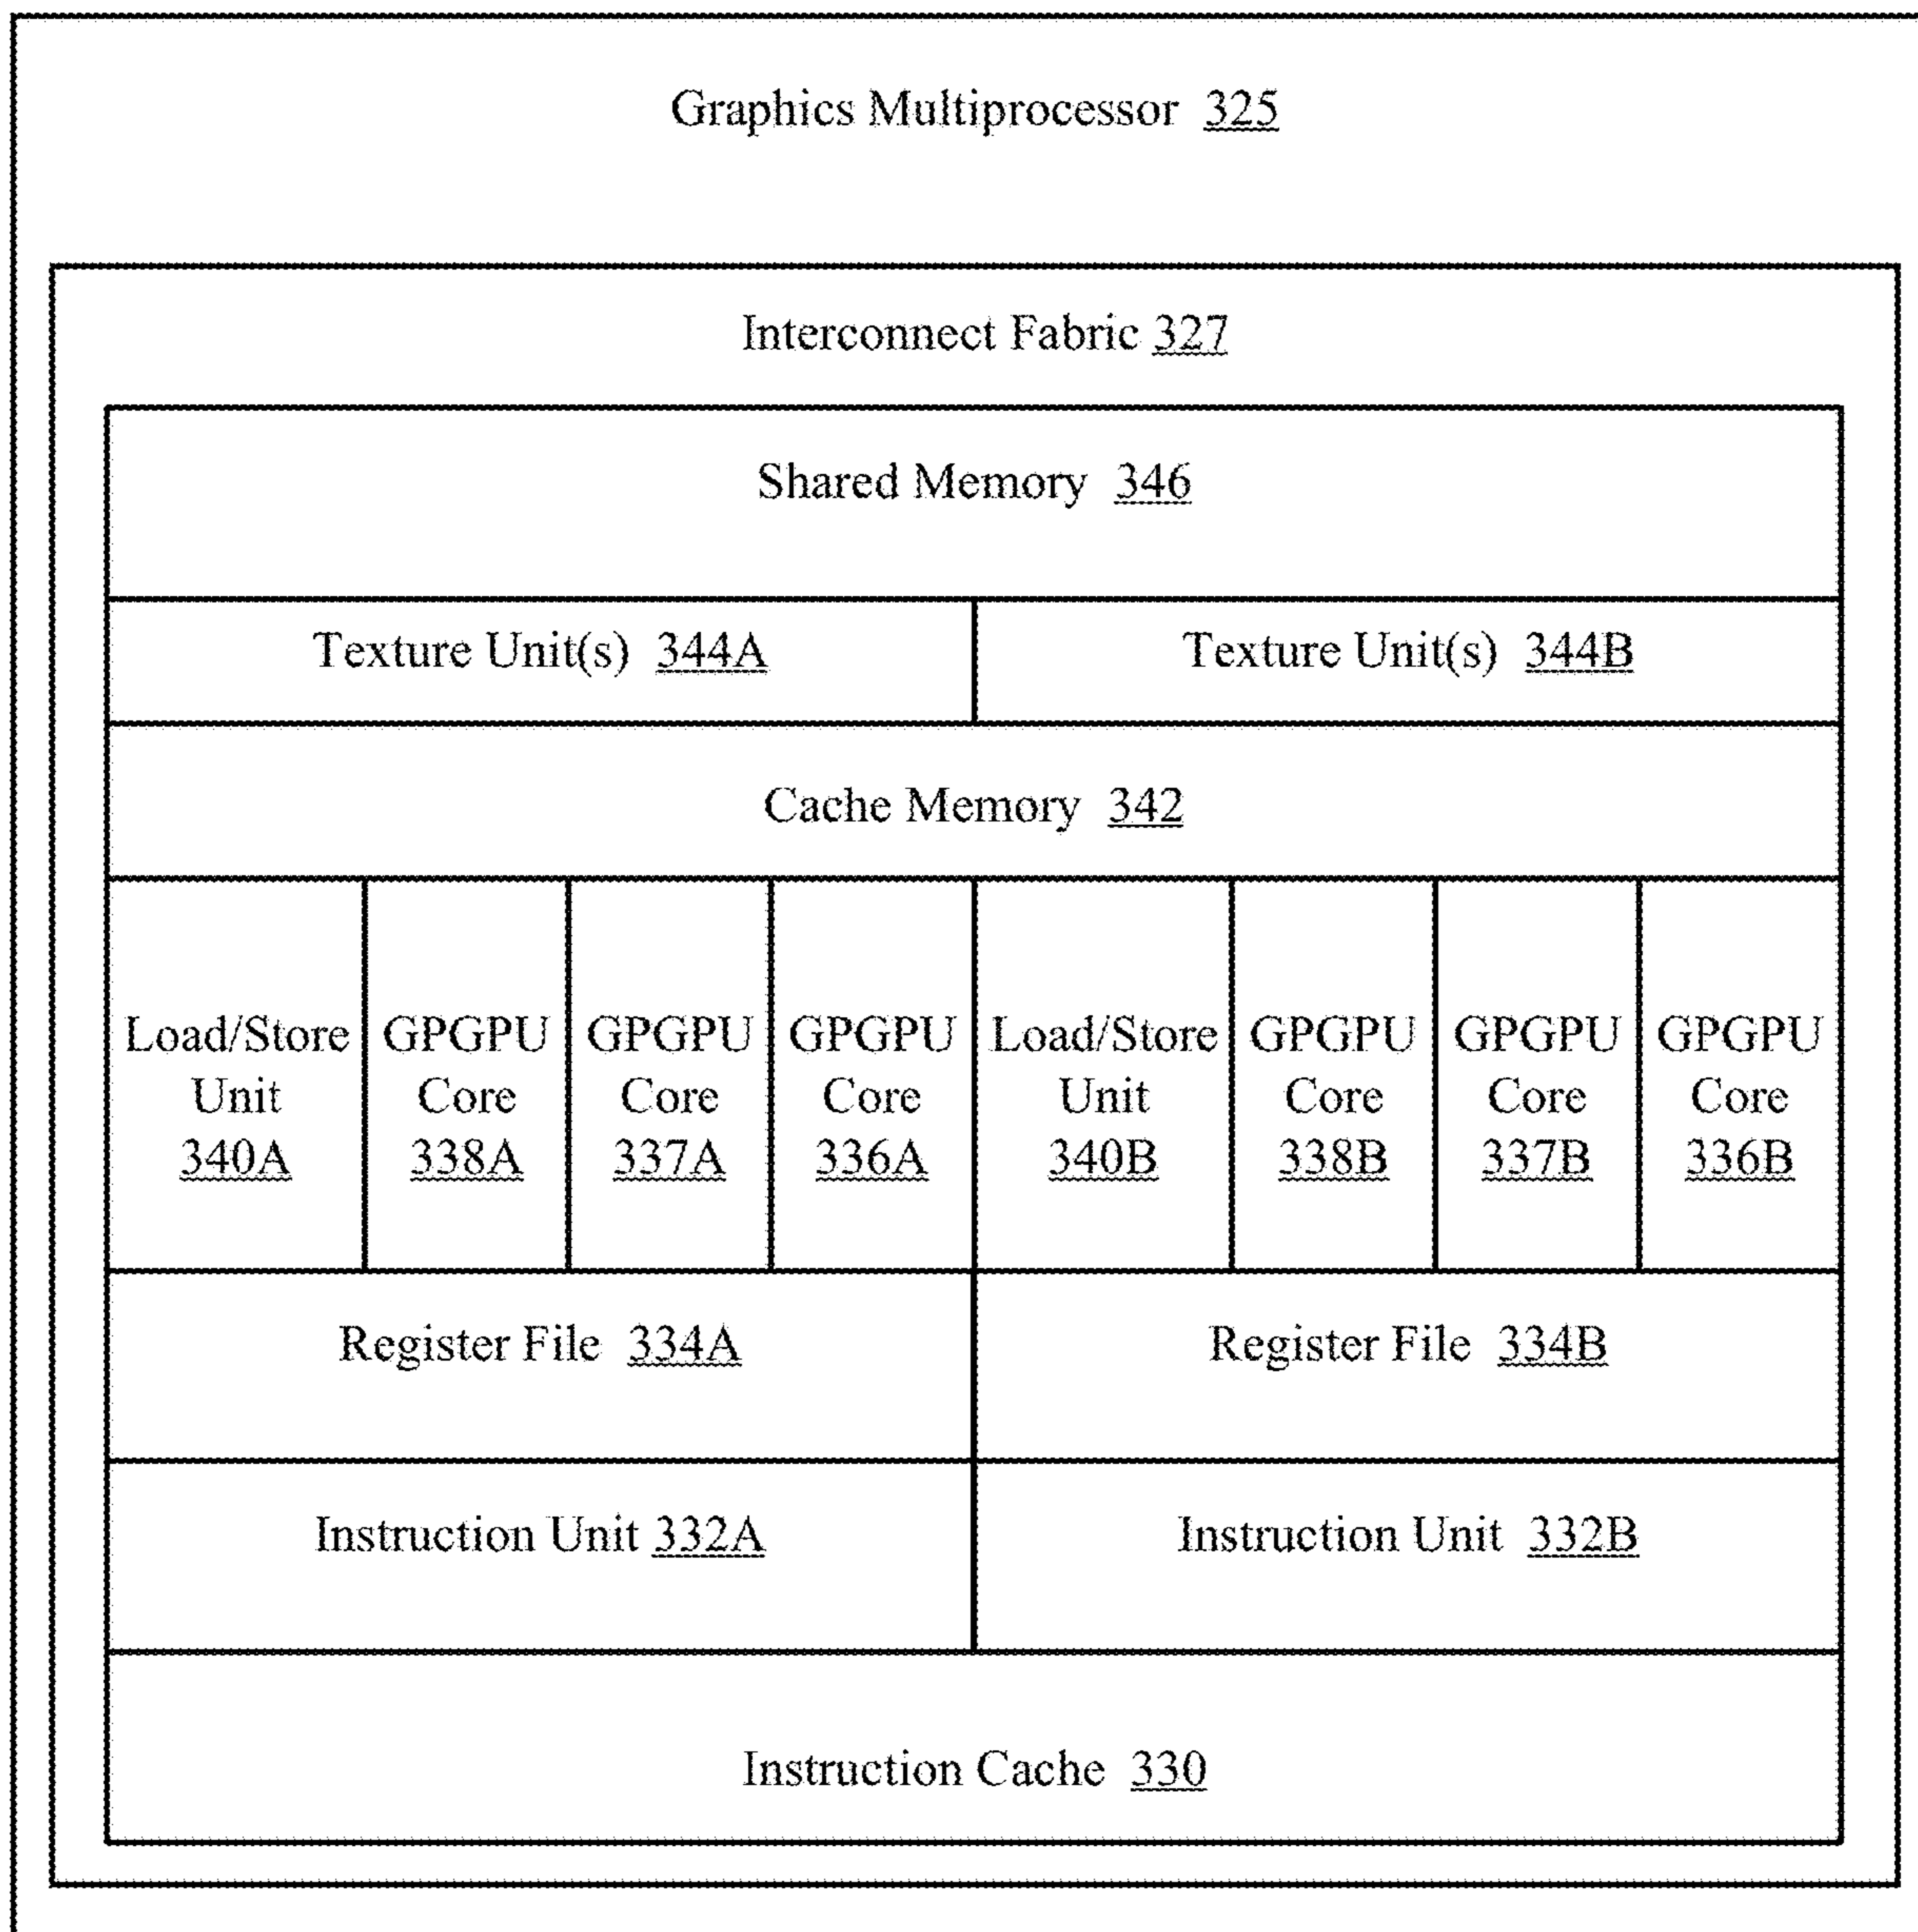 Graphics Multiprocessor 325
Interconnect Fabric 327
Shared Memory 346
Texture Unit(s) 344A
Texture Unit(s) 344B
Cache Memory 342
Load/Store
Unit
340A
GPGPU
Core
338A
GPGPU
Core
337A
GPGPU
Core
336A
Load/Store
Unit
340B
GPGPU
Core
338B
GPGPU
Core
337B
GPGPU
Core
336B
Register File 334A
Register File 334B
Instruction Unit 332A
Instruction Unit 332B
Instruction Cache 330